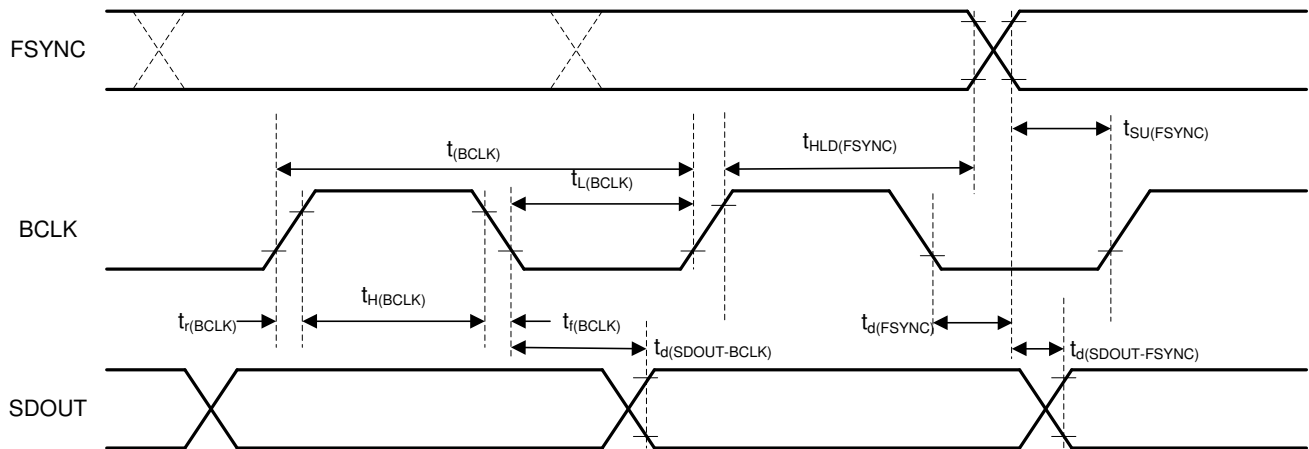 FSYNC
tSU(FSYNC)
tHLD(FSYNC)
t(BCLK)
tL(BCLK)
BCLK
tH(BCLK)
tr(BCLK)
tf(BCLK)
td(FSYNC)
td(SDOUT-BCLK)
td(SDOUT-FSYNC)
SDOUT